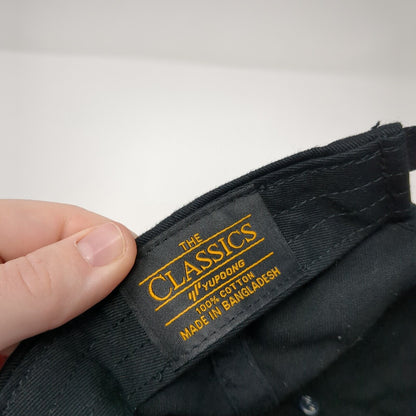 THE
CLASSICS
YUPOONG
100% COTTON
MADE IN BANGLADESH